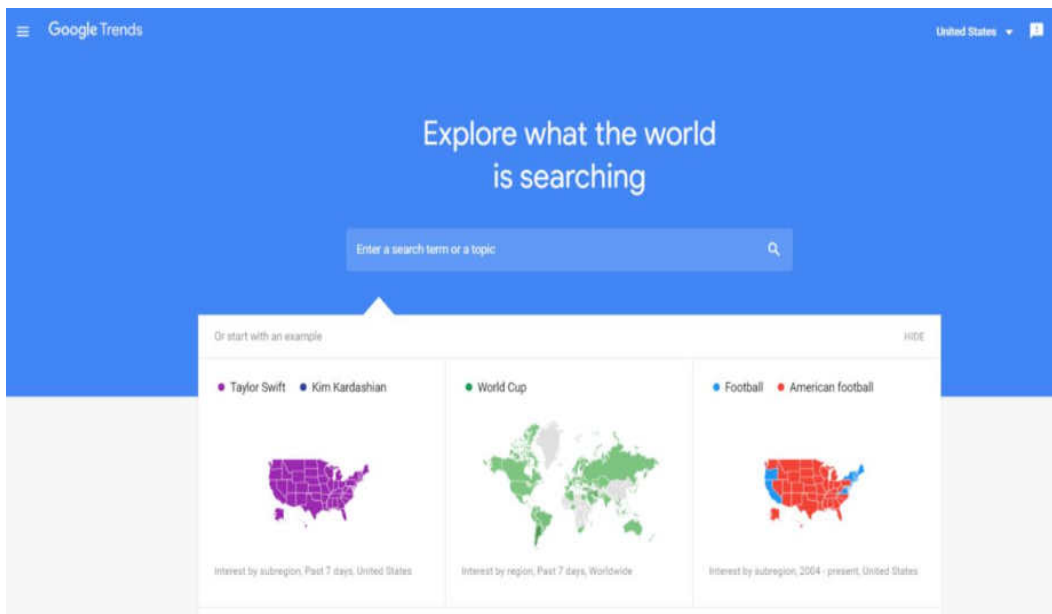 Google Trends
United States
Explore what the world
is searching
Enter a search term or a topic
Or start with an example
HIDE
Taylor Swift Kim Kardashian
World Cup
Football American football
Interest by subregion, Past 7 days, United States
Interest by region, Past 7 days, Worldwide
Interest by subregion, 2004 - present, United States